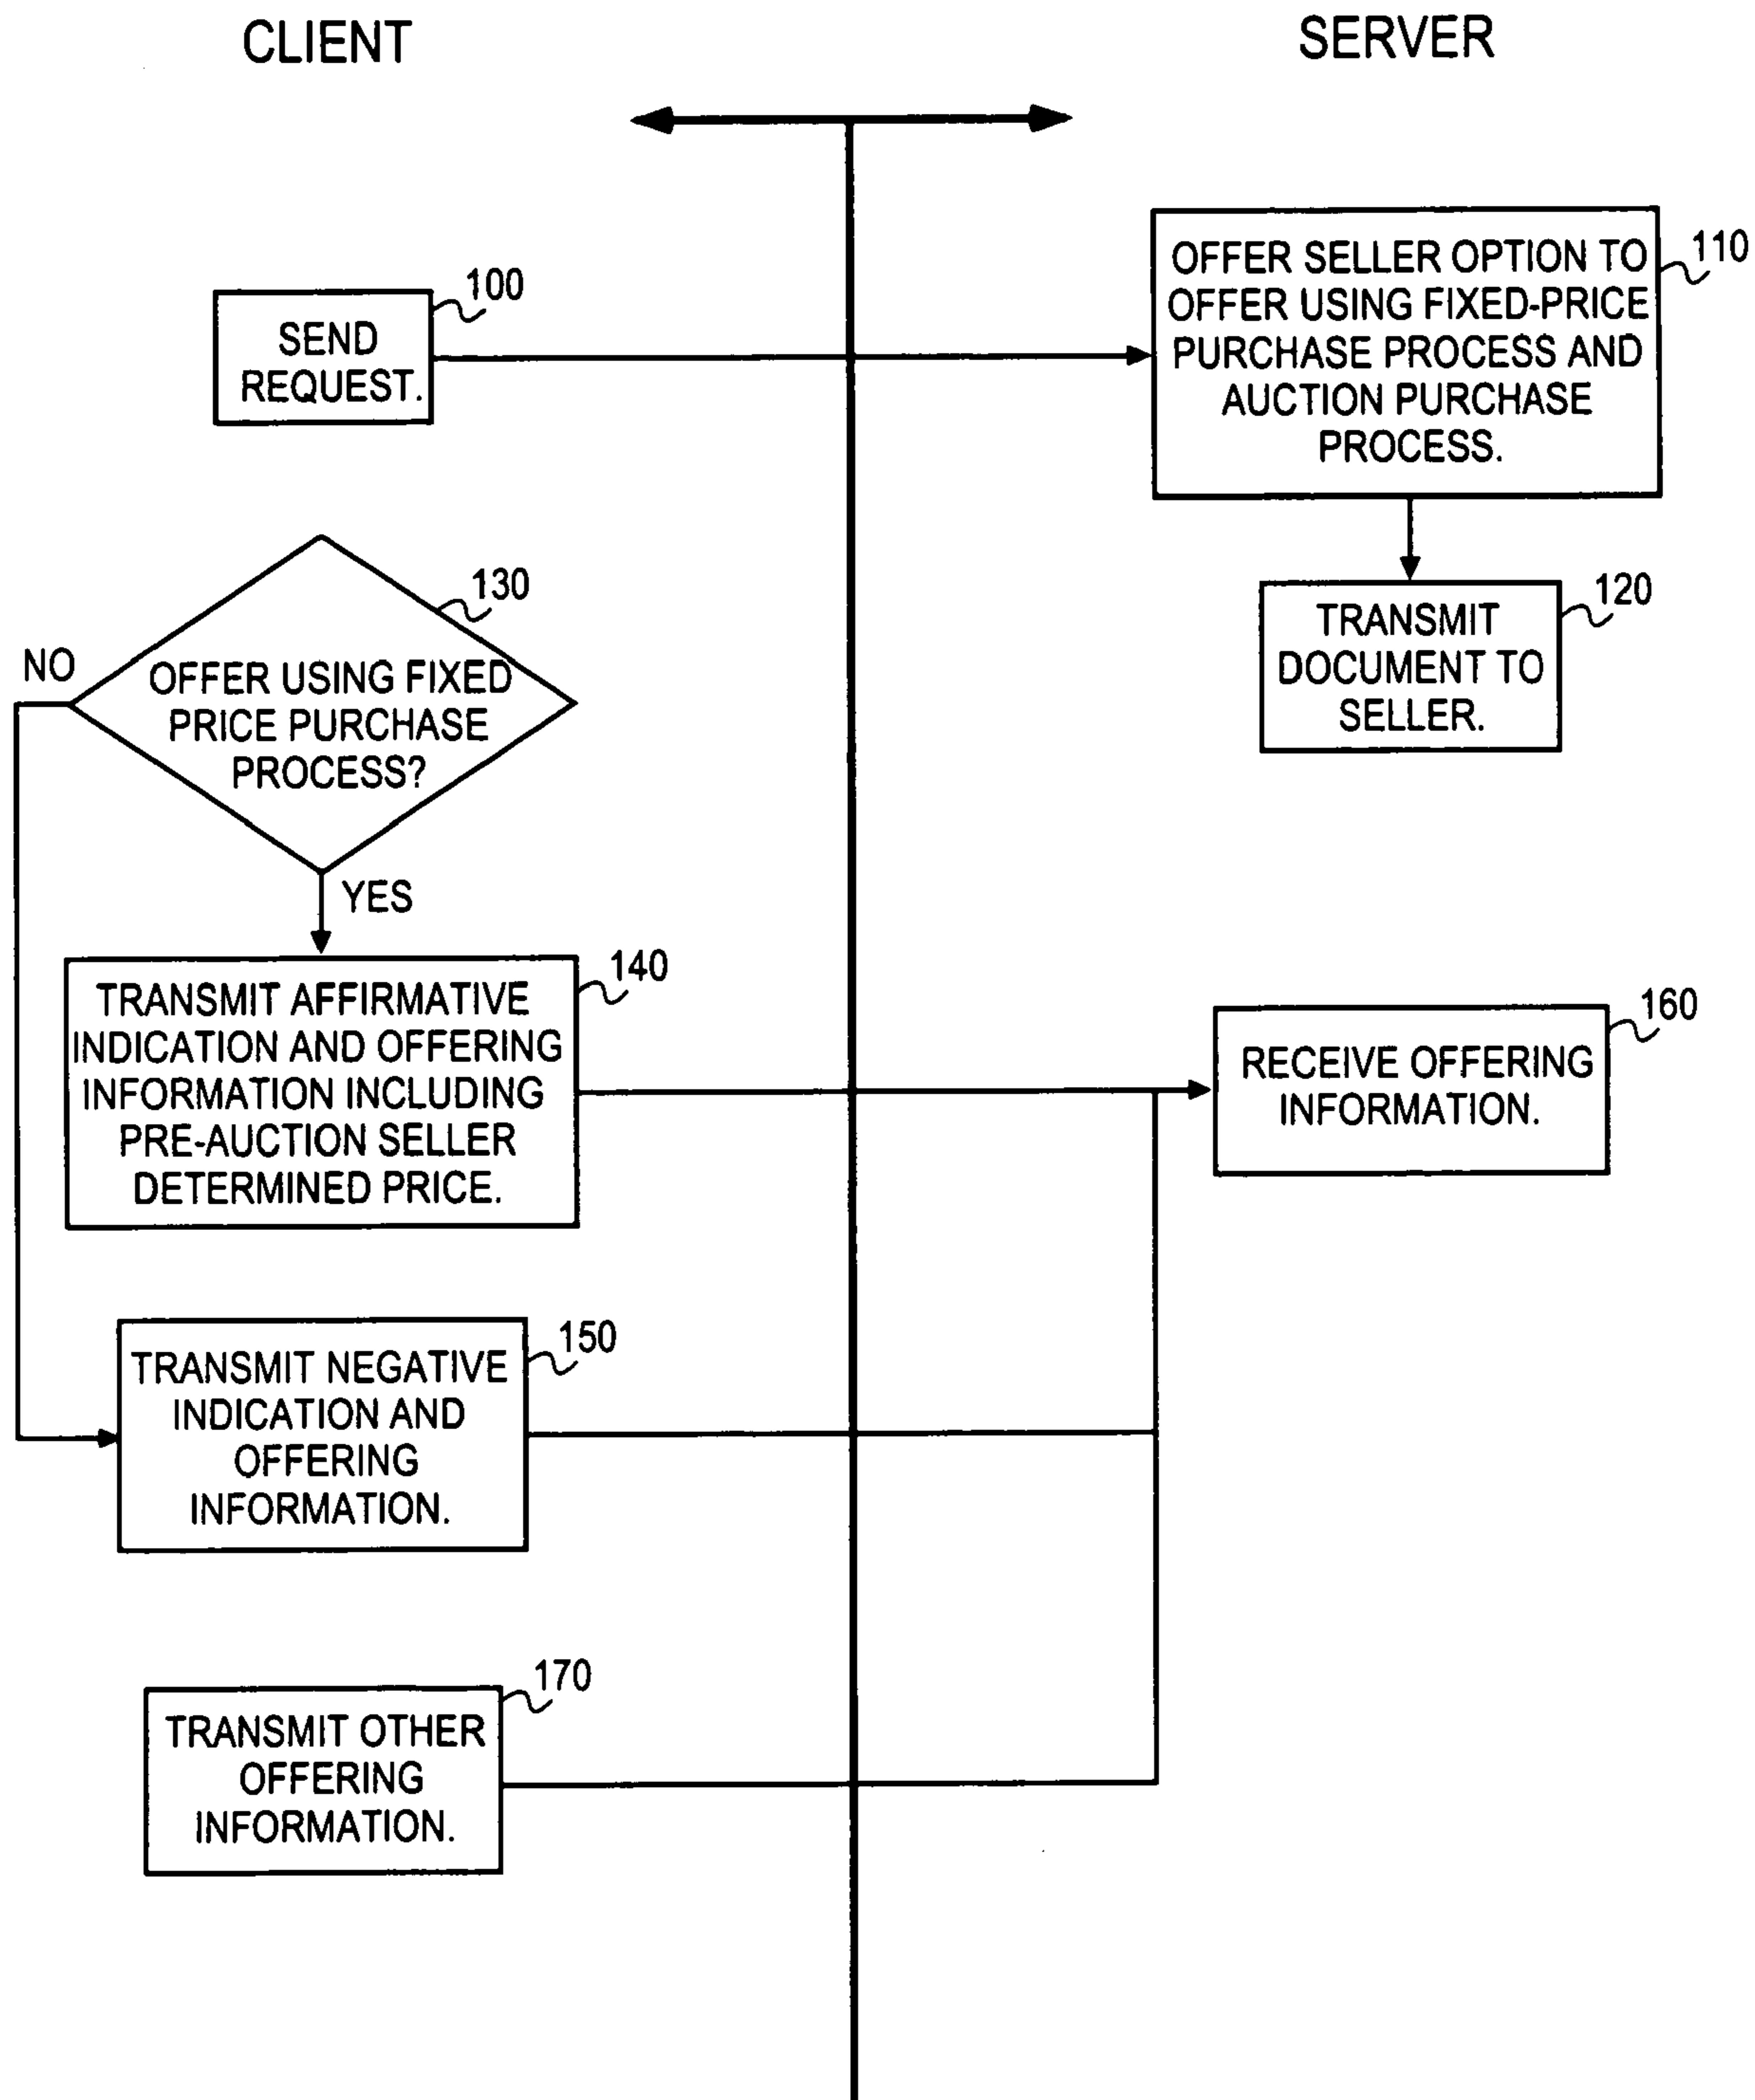 CLIENT
SERVER
100
SEND
REQUEST.
110
OFFER SELLER OPTION TO
OFFER USING FIXED-PRICE
PURCHASE PROCESS AND
AUCTION PURCHASE
PROCESS.
120
TRANSMIT
DOCUMENT TO
SELLER.
130
NO
OFFER USING FIXED
PRICE PURCHASE
PROCESS?
YES
140
TRANSMIT AFFIRMATIVE
INDICATION AND OFFERING
INFORMATION INCLUDING
PRE-AUCTION SELLER
DETERMINED PRICE.
160
RECEIVE OFFERING
INFORMATION.
150
TRANSMIT NEGATIVE
INDICATION AND
OFFERING
INFORMATION.
170
TRANSMIT OTHER
OFFERING
INFORMATION.